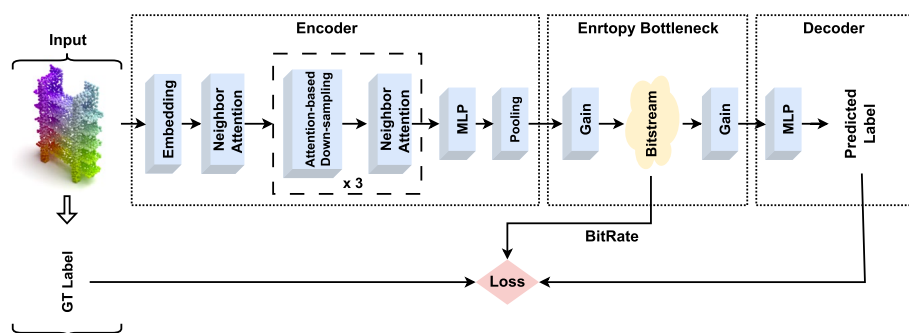 Input
Encoder
Enrtopy Bottleneck
Decoder
Embedding
Neighbor
Attention
Attention-based
Down-sampling
Neighbor
Attention
x 3
MLP
Pooling
Gain
Bitstream
Gain
MLP
Predicted
Label
BitRate
GT Label
Loss